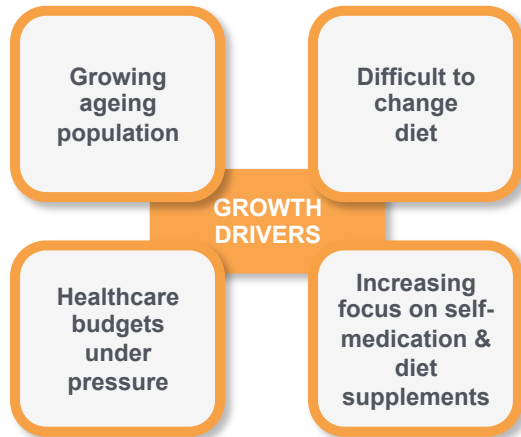 Growing
ageing
population
Difficult to
change
diet
GROWTH
DRIVERS
Healthcare
budgets
under
pressure
Increasing
focus on self-
medication &
diet
supplements